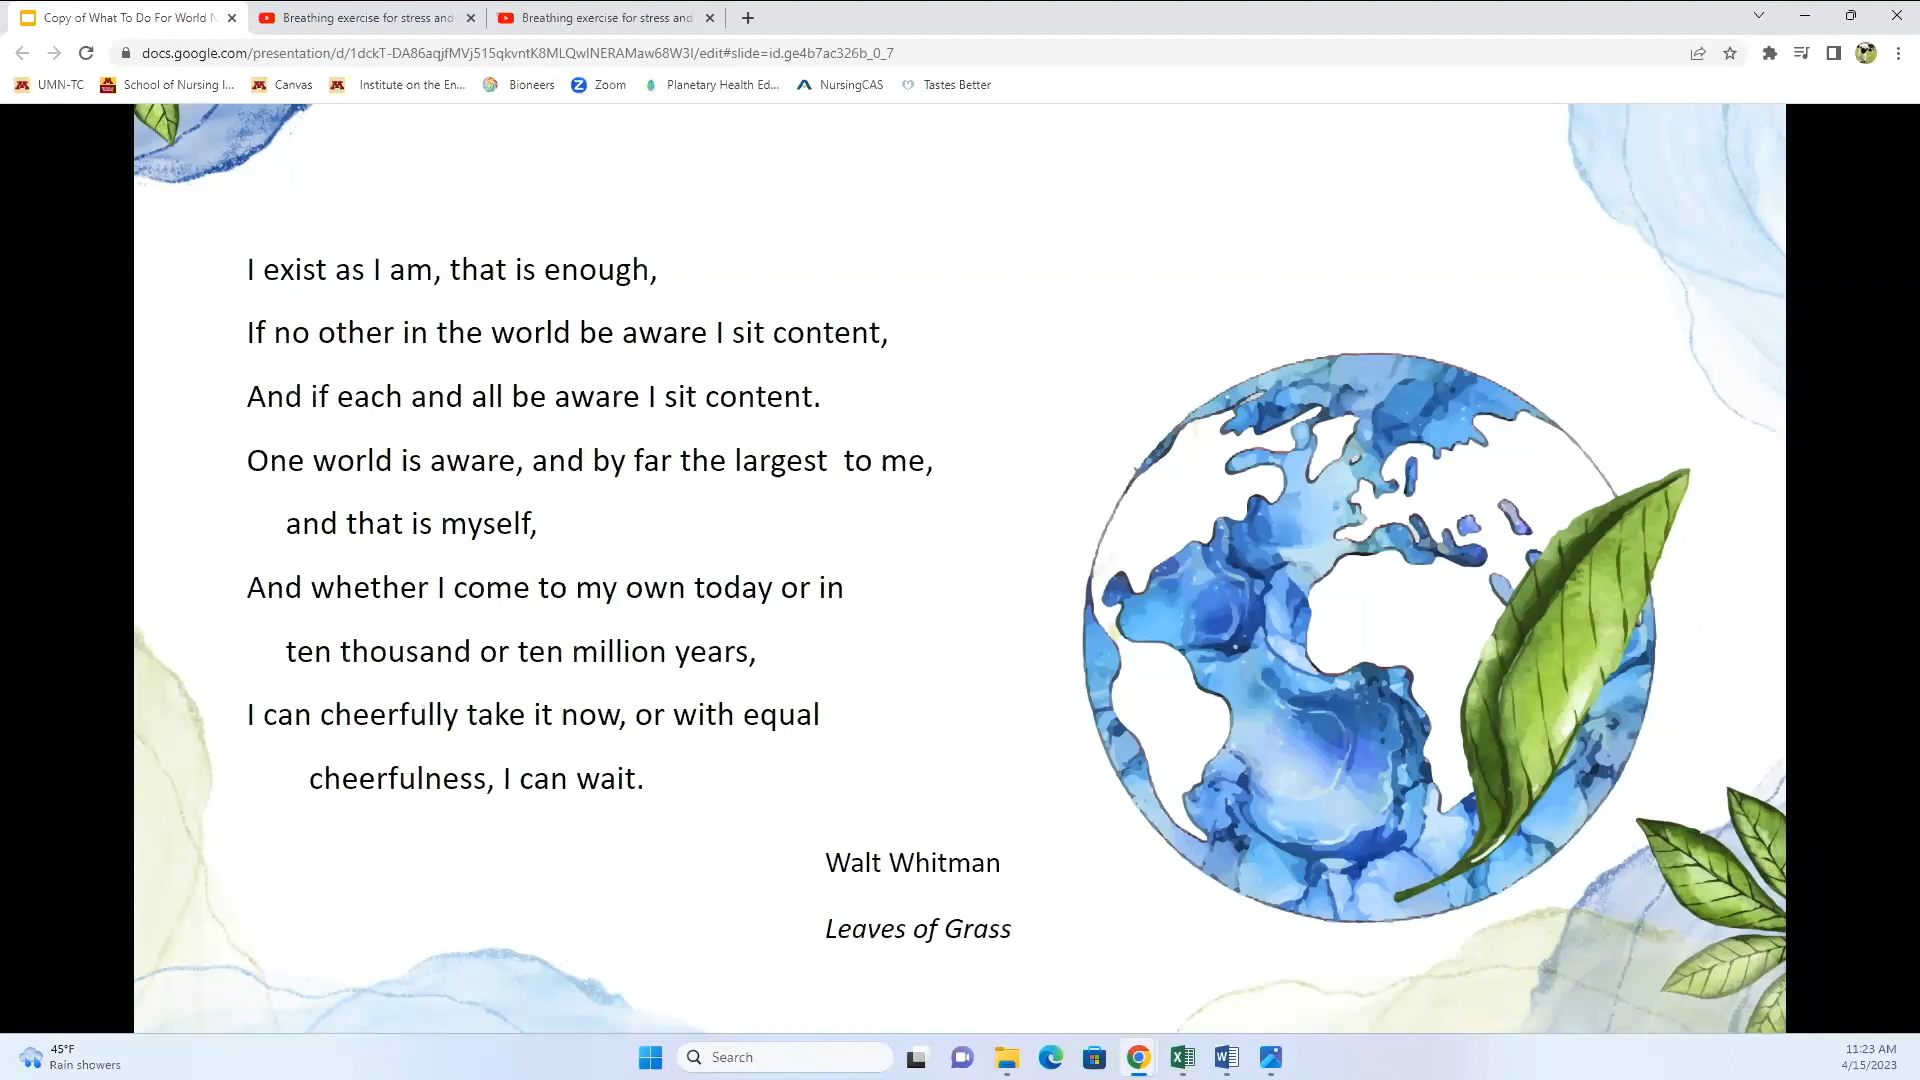 Copy of What To Do For World N
Breathing exercise for stress and
Breathing exercise for stress and
docs.google.com/presentation/d/1dckT-DA86aqjfMVj515qkvntK8MLQwlNERAMaw68W3I/edit#slide=id.ge4b7ac326b_0_7
UMN-TC
School of Nursing I...
Canvas
Institute on the En...
Bioneers
Zoom
Planetary Health Ed...
NursingCAS
Tastes Better
I exist as I am, that is enough,
If no other in the world be aware I sit content,
And if each and all be aware I sit content.
One world is aware, and by far the largest to me,
and that is myself,
And whether I come to my own today or in
ten thousand or ten million years,
I can cheerfully take it now, or with equal
cheerfulness, I can wait.
Walt Whitman
Leaves of Grass
45°F
Rain showers
Search
11:23 AM
4/15/2023